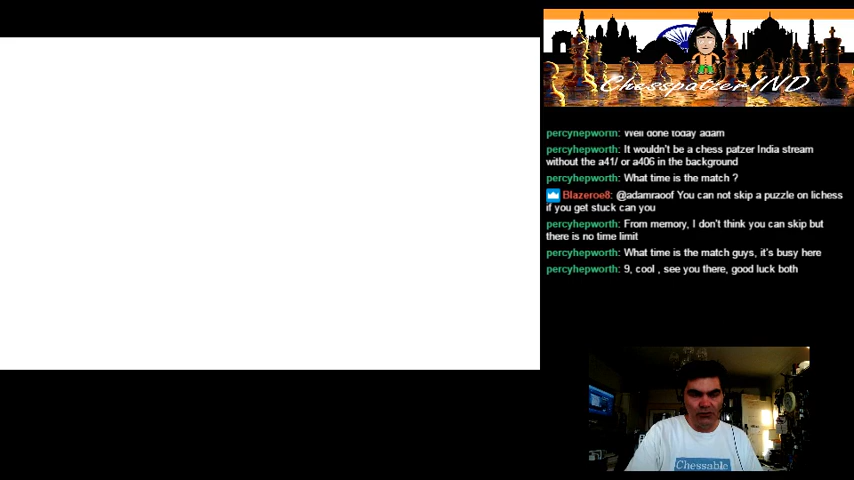 ChesspatzerIND
percyhepworth: Well done today adam
percyhepworth: It wouldn't be a chess patzer India stream
without the a41/ or a406 in the background
percyhepworth: What time is the match ?
Blazeroe8: @adamraoof You can not skip a puzzle on lichess
if you get stuck can you
percyhepworth: From memory, I don't think you can skip but
there is no time limit
percyhepworth: What time is the match guys, it's busy here
percyhepworth: 9, cool , see you there, good luck both
Chessable